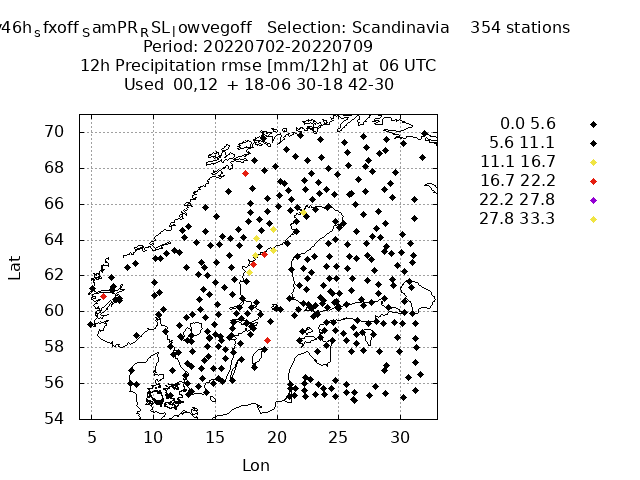 46h_sfxoff_SamPR_RSL_lowvegoff   Selection: Scandinavia    354 stations
Period: 20220702-20220709
12h Precipitation rmse [mm/12h] at  06 UTC
Used  00,12  + 18-06 30-18 42-30
70
68
66
64
62
60
58
56
54
5 10 15 20 25 30
Lat
Lon
0.0 5.6
5.6 11.1
11.1 16.7
16.7 22.2
22.2 27.8
27.8 33.3